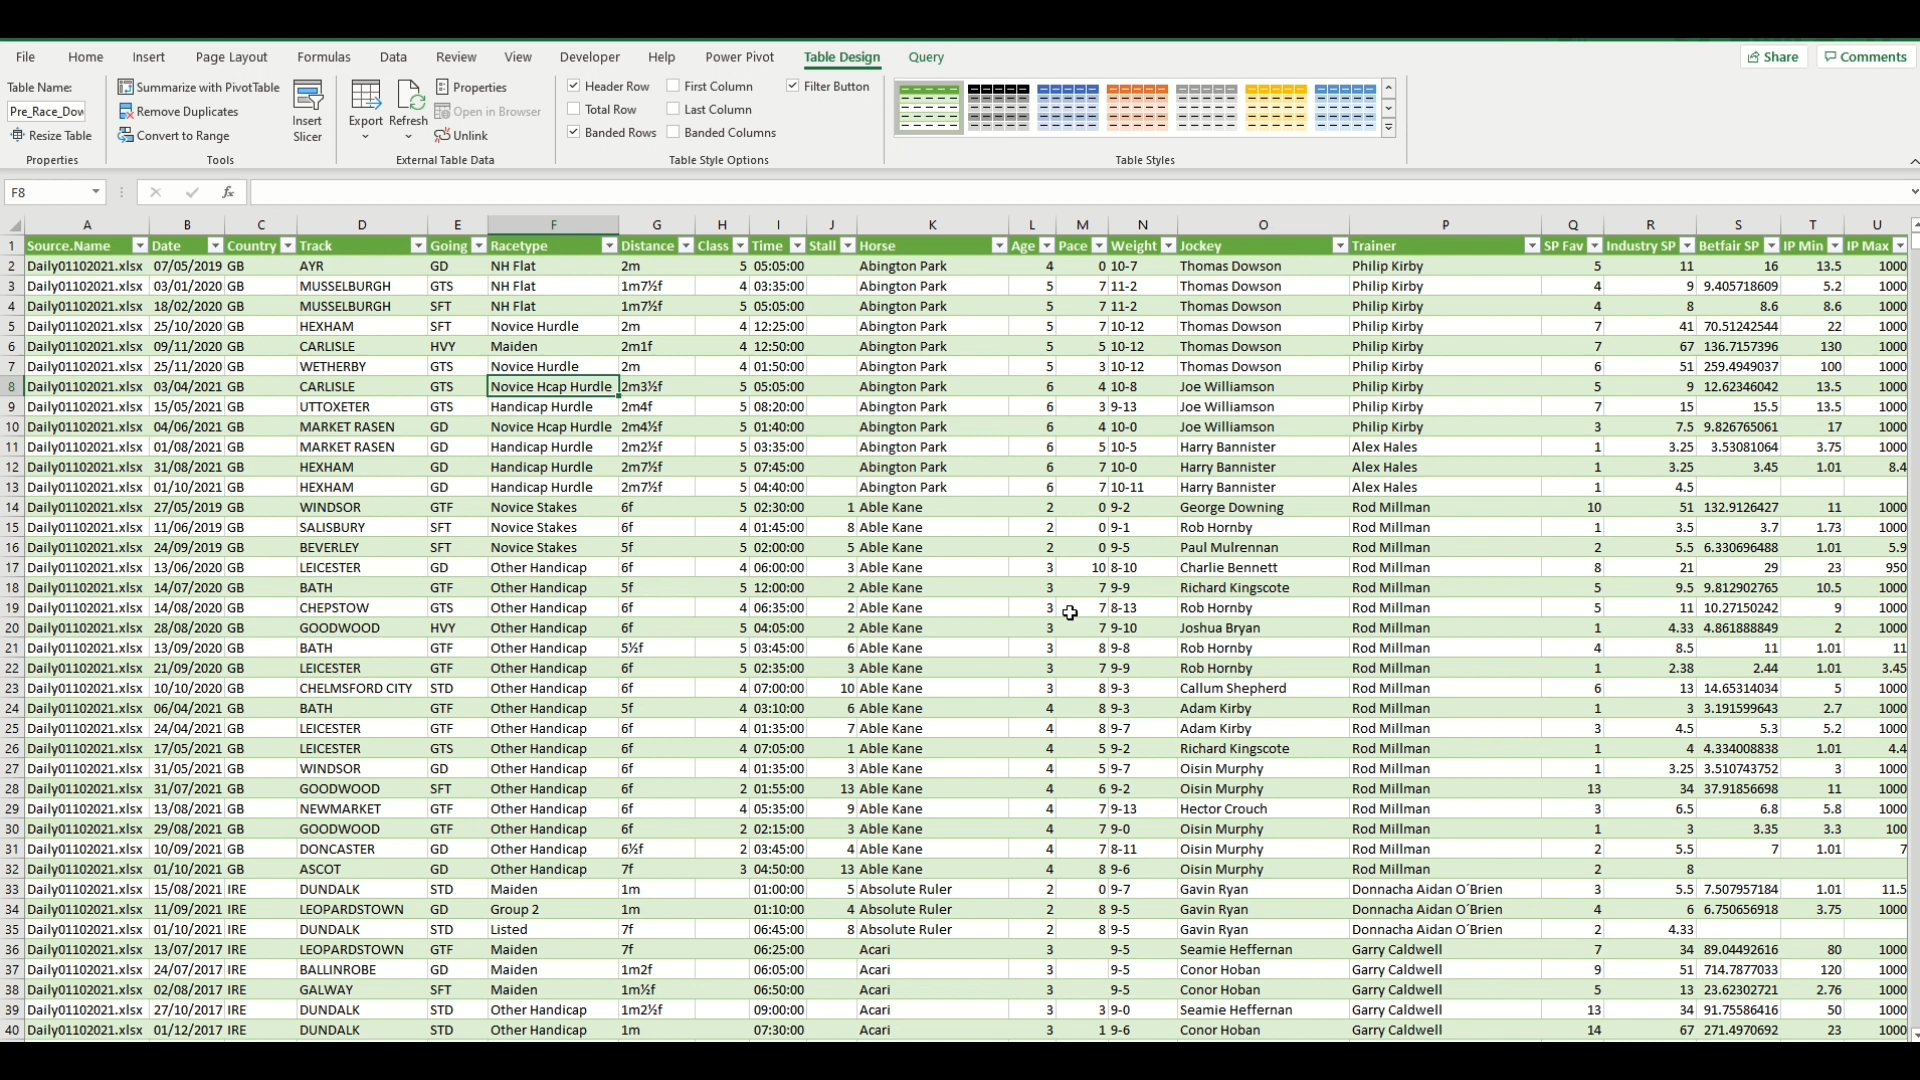 File Home Insert Page Layout Formulas Data Review View Developer Help Power Pivot Table Design Query Share Comments
Table Name: Summarize with PivotTable Properties Header Row First Column Filter Button
Pre_Race_Dov Remove Duplicates Insert Slicer Export Refresh Open in Browser Total Row Last Column
Resize Table Convert to Range Unlink Banded Rows Banded Columns
Properties Tools External Table Data Table Style Options Table Styles
F8 fx
A B C D E F G H I J K L M N O P Q R S T U
1 Source.Name Date Country Track Going Racetype Distance Class Time Stall Horse Age Pace Weight Jockey Trainer SP Fav Industry SP Betfair SP IP Min IP Max
2 Daily01102021.xlsx 07/05/2019 GB AYR GD NH Flat 2m 5 05:05:00 Abington Park 4 0 10-7 Thomas Dowson Philip Kirby 5 11 16 13.5 1000
3 Daily01102021.xlsx 03/01/2020 GB MUSSELBURGH GTS NH Flat 1m7½f 4 03:35:00 Abington Park 5 7 11-2 Thomas Dowson Philip Kirby 4 9 9.405718609 5.2 1000
4 Daily01102021.xlsx 18/02/2020 GB MUSSELBURGH SFT NH Flat 1m7½f 5 05:05:00 Abington Park 5 7 11-2 Thomas Dowson Philip Kirby 4 8 8.6 8.6 1000
5 Daily01102021.xlsx 25/10/2020 GB HEXHAM SFT Novice Hurdle 2m 4 12:25:00 Abington Park 5 7 10-12 Thomas Dowson Philip Kirby 7 41 70.51242544 22 1000
6 Daily01102021.xlsx 09/11/2020 GB CARLISLE HVY Maiden 2m1f 4 12:50:00 Abington Park 5 5 10-12 Thomas Dowson Philip Kirby 7 67 136.7157396 130 1000
7 Daily01102021.xlsx 25/11/2020 GB WETHERBY GTS Novice Hurdle 2m 4 01:50:00 Abington Park 5 3 10-12 Thomas Dowson Philip Kirby 6 51 259.4949037 100 1000
8 Daily01102021.xlsx 03/04/2021 GB CARLISLE GTS Novice Hcap Hurdle 2m3½f 5 05:05:00 Abington Park 6 4 10-8 Joe Williamson Philip Kirby 5 9 12.62346042 13.5 1000
9 Daily01102021.xlsx 15/05/2021 GB UTTOXETER GTS Handicap Hurdle 2m4f 5 08:20:00 Abington Park 6 3 9-13 Joe Williamson Philip Kirby 7 15 15.5 13.5 1000
10 Daily01102021.xlsx 04/06/2021 GB MARKET RASEN GD Novice Hcap Hurdle 2m4½f 5 01:40:00 Abington Park 6 4 10-0 Joe Williamson Philip Kirby 3 7.5 9.826765061 17 1000
11 Daily01102021.xlsx 01/08/2021 GB MARKET RASEN GD Handicap Hurdle 2m2½f 5 03:35:00 Abington Park 6 5 10-5 Harry Bannister Alex Hales 1 3.25 3.53081064 3.75 1000
12 Daily01102021.xlsx 31/08/2021 GB HEXHAM GD Handicap Hurdle 2m7½f 5 07:45:00 Abington Park 6 7 10-0 Harry Bannister Alex Hales 1 3.25 3.45 1.01 8.4
13 Daily01102021.xlsx 01/10/2021 GB HEXHAM GD Handicap Hurdle 2m7½f 5 04:40:00 Abington Park 6 7 10-11 Harry Bannister Alex Hales 1 4.5
14 Daily01102021.xlsx 27/05/2019 GB WINDSOR GTF Novice Stakes 6f 5 02:30:00 1 Able Kane 2 0 9-2 George Downing Rod Millman 10 51 132.9126427 11 1000
15 Daily01102021.xlsx 11/06/2019 GB SALISBURY SFT Novice Stakes 6f 4 01:45:00 8 Able Kane 2 0 9-1 Rob Hornby Rod Millman 1 3.5 3.7 1.73 1000
16 Daily01102021.xlsx 24/09/2019 GB BEVERLEY SFT Novice Stakes 5f 5 02:00:00 5 Able Kane 2 0 9-5 Paul Mulrennan Rod Millman 2 5.5 6.330696488 1.01 5.9
17 Daily01102021.xlsx 13/06/2020 GB LEICESTER GD Other Handicap 6f 4 06:00:00 3 Able Kane 3 10 8-10 Charlie Bennett Rod Millman 8 21 29 23 950
18 Daily01102021.xlsx 14/07/2020 GB BATH GTF Other Handicap 5f 5 12:00:00 2 Able Kane 3 7 9-9 Richard Kingscote Rod Millman 5 9.5 9.812902765 10.5 1000
19 Daily01102021.xlsx 14/08/2020 GB CHEPSTOW GTS Other Handicap 6f 4 06:35:00 2 Able Kane 3 7 8-13 Rob Hornby Rod Millman 5 11 10.27150242 9 1000
20 Daily01102021.xlsx 28/08/2020 GB GOODWOOD HVY Other Handicap 6f 5 04:05:00 2 Able Kane 3 7 9-10 Joshua Bryan Rod Millman 1 4.33 4.861888849 2 1000
21 Daily01102021.xlsx 13/09/2020 GB BATH GTF Other Handicap 5½f 5 03:45:00 6 Able Kane 3 8 9-8 Rob Hornby Rod Millman 4 8.5 11 1.01 11
22 Daily01102021.xlsx 21/09/2020 GB LEICESTER GTF Other Handicap 6f 5 02:35:00 3 Able Kane 3 7 9-9 Rob Hornby Rod Millman 1 2.38 2.44 1.01 3.45
23 Daily01102021.xlsx 10/10/2020 GB CHELMSFORD CITY STD Other Handicap 6f 4 07:00:00 10 Able Kane 3 8 9-3 Callum Shepherd Rod Millman 6 13 14.65314034 5 1000
24 Daily01102021.xlsx 06/04/2021 GB BATH GTF Other Handicap 5f 4 03:10:00 6 Able Kane 4 8 9-3 Adam Kirby Rod Millman 1 3 3.191599643 2.7 1000
25 Daily01102021.xlsx 24/04/2021 GB LEICESTER GTF Other Handicap 6f 4 01:35:00 7 Able Kane 4 8 9-7 Adam Kirby Rod Millman 3 4.5 5.3 5.2 1000
26 Daily01102021.xlsx 17/05/2021 GB LEICESTER GTS Other Handicap 6f 4 07:05:00 1 Able Kane 4 5 9-2 Richard Kingscote Rod Millman 1 4 4.334008838 1.01 4.4
27 Daily01102021.xlsx 31/05/2021 GB WINDSOR GD Other Handicap 6f 4 01:35:00 3 Able Kane 4 5 9-7 Oisin Murphy Rod Millman 1 3.25 3.510743752 3 1000
28 Daily01102021.xlsx 31/07/2021 GB GOODWOOD SFT Other Handicap 6f 2 01:55:00 13 Able Kane 4 6 9-2 Oisin Murphy Rod Millman 13 34 37.91856698 11 1000
29 Daily01102021.xlsx 13/08/2021 GB NEWMARKET GTF Other Handicap 6f 4 05:35:00 9 Able Kane 4 7 9-13 Hector Crouch Rod Millman 3 6.5 6.8 5.8 1000
30 Daily01102021.xlsx 29/08/2021 GB GOODWOOD GTF Other Handicap 6f 2 02:15:00 3 Able Kane 4 7 9-0 Oisin Murphy Rod Millman 1 3 3.35 3.3 100
31 Daily01102021.xlsx 10/09/2021 GB DONCASTER GD Other Handicap 6½f 2 03:45:00 4 Able Kane 4 7 8-11 Oisin Murphy Rod Millman 2 5.5 7 1.01 7
32 Daily01102021.xlsx 01/10/2021 GB ASCOT GD Other Handicap 7f 3 04:50:00 13 Able Kane 4 8 9-6 Oisin Murphy Rod Millman 2 8
33 Daily01102021.xlsx 15/08/2021 IRE DUNDALK STD Maiden 1m 01:00:00 5 Absolute Ruler 2 0 9-7 Gavin Ryan Donnacha Aidan O´Brien 3 5.5 7.507957184 1.01 11.5
34 Daily01102021.xlsx 11/09/2021 IRE LEOPARDSTOWN GD Group 2 1m 01:10:00 4 Absolute Ruler 2 8 9-5 Gavin Ryan Donnacha Aidan O´Brien 4 6 6.750656918 3.75 1000
35 Daily01102021.xlsx 01/10/2021 IRE DUNDALK STD Listed 7f 06:45:00 8 Absolute Ruler 2 8 9-5 Gavin Ryan Donnacha Aidan O´Brien 2 4.33
36 Daily01102021.xlsx 13/07/2017 IRE LEOPARDSTOWN GTF Maiden 7f 06:25:00 Acari 3 9-5 Seamie Heffernan Garry Caldwell 7 34 89.04492616 80 1000
37 Daily01102021.xlsx 24/07/2017 IRE BALLINROBE GD Maiden 1m2f 06:05:00 Acari 3 9-5 Conor Hoban Garry Caldwell 9 51 714.7877033 120 1000
38 Daily01102021.xlsx 02/08/2017 IRE GALWAY SFT Maiden 1m½f 06:50:00 Acari 3 9-5 Conor Hoban Garry Caldwell 5 13 23.62302721 2.76 1000
39 Daily01102021.xlsx 27/10/2017 IRE DUNDALK STD Other Handicap 1m2½f 09:00:00 Acari 3 3 9-0 Seamie Heffernan Garry Caldwell 13 34 91.75586416 50 1000
40 Daily01102021.xlsx 01/12/2017 IRE DUNDALK STD Other Handicap 1m 07:30:00 Acari 3 1 9-6 Conor Hoban Garry Caldwell 14 67 271.4970692 23 1000